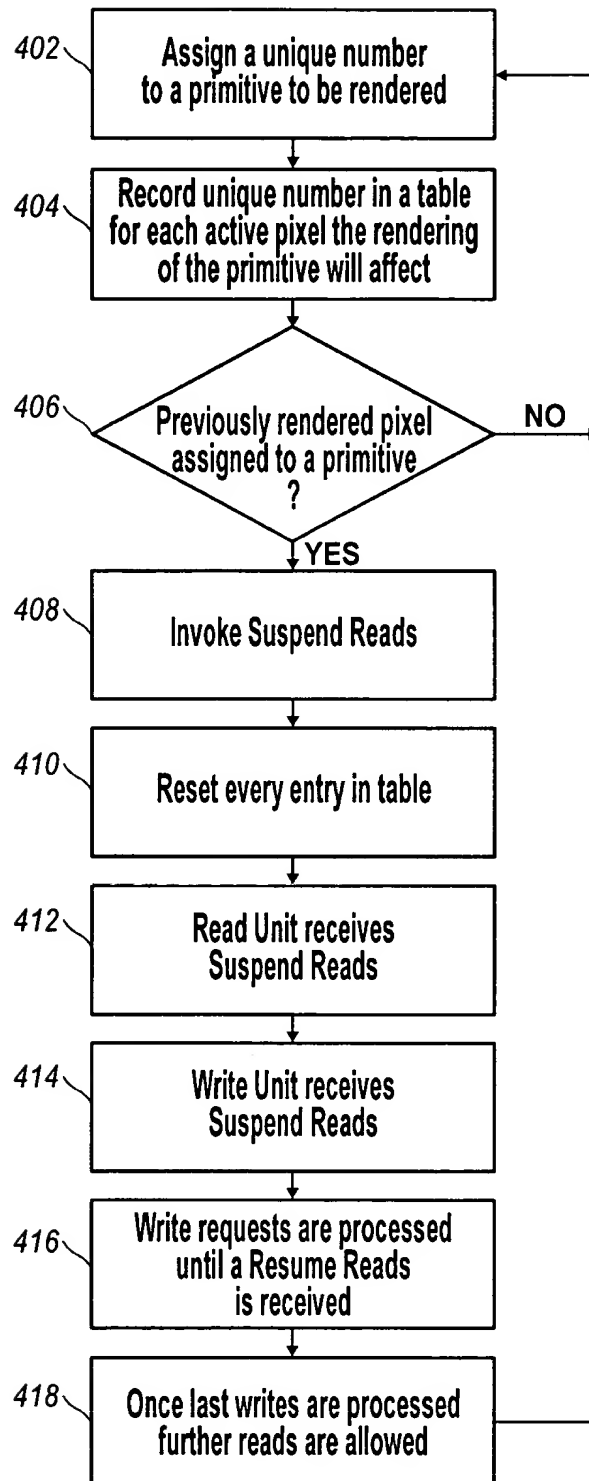 402
Assign a unique number
to a primitive to be rendered
404
Record unique number in a table
for each active pixel the rendering
of the primitive will affect
406
Previously rendered pixel
assigned to a primitive
?
NO
YES
408
Invoke Suspend Reads
410
Reset every entry in table
412
Read Unit receives
Suspend Reads
414
Write Unit receives
Suspend Reads
416
Write requests are processed
until a Resume Reads
is received
418
Once last writes are processed
further reads are allowed